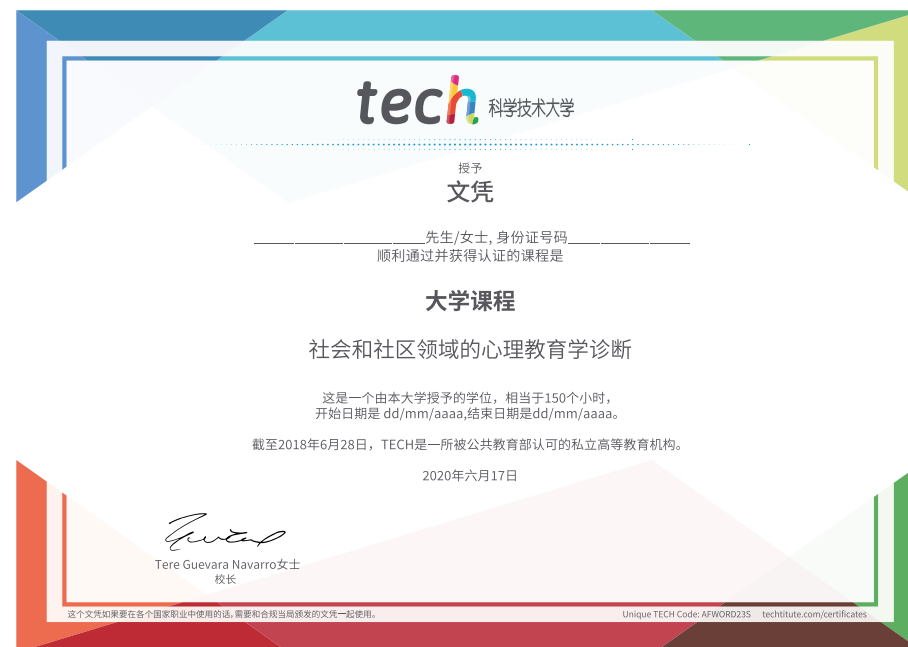 tech 科学技术大学
授予
文凭
先生/女士, 身份证号码
顺利通过并获得认证的课程是
大学课程
社会和社区领域的心理教育学诊断
这是一个由本大学授予的学位，相当于150个小时，
开始日期是 dd/mm/aaaa,结束日期是dd/mm/aaaa。
截至2018年6月28日，TECH是一所被公共教育部认可的私立高等教育机构。
2020年六月17日
Tere Guevara Navarro女士
校长
这个文凭如果要在各个国家职业中使用的话,需要和合规当局颁发的文凭一起使用。
Unique TECH Code: AFWORD23S techtitute.com/certificates